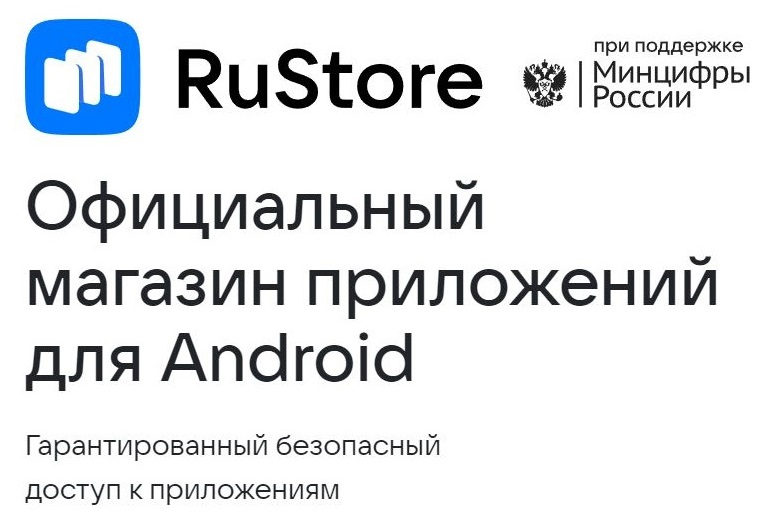 RuStore
при поддержке
Минцифры
России
Официальный
магазин приложений
для Android
Гарантированный безопасный
доступ к приложениям